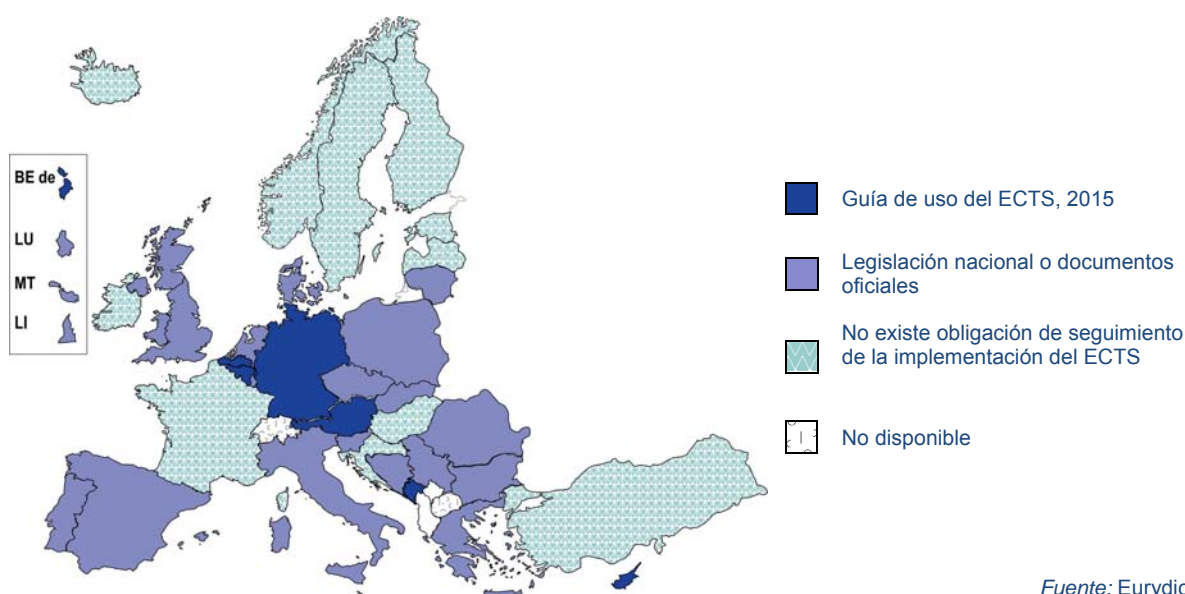 BE de
LU
MT
LI
Guía de uso del ECTS, 2015
Legislación nacional o documentos
oficiales
No existe obligación de seguimiento
de la implementación del ECTS
No disponible
Fuente: Eurydic